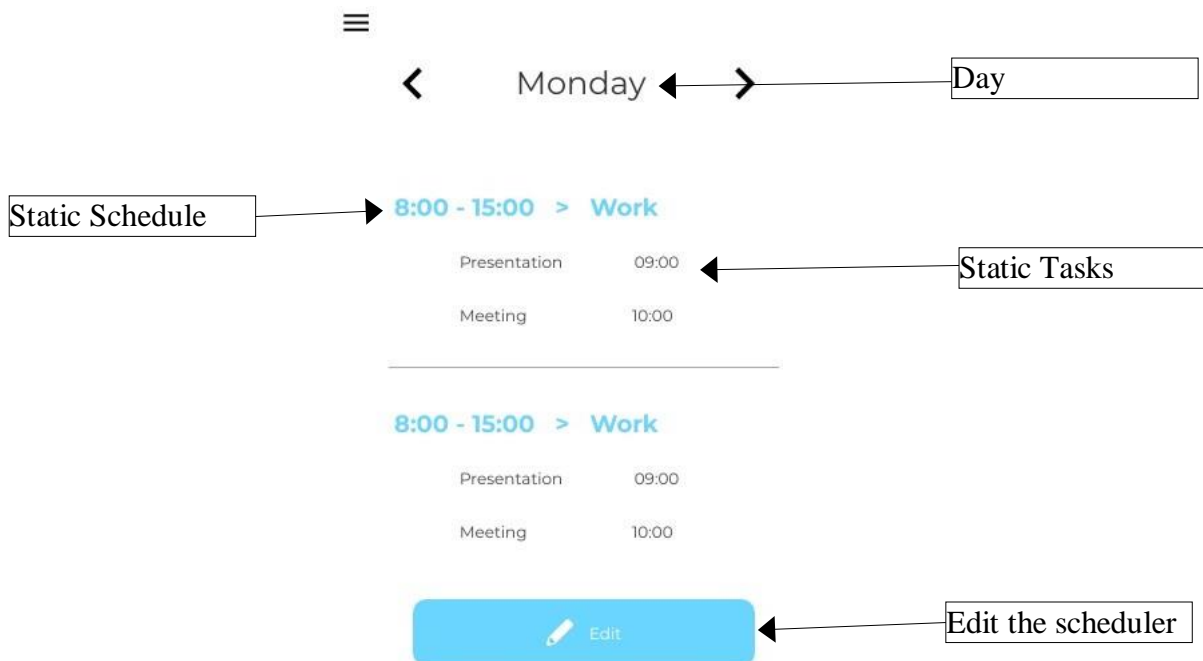 Monday
Day
Static Schedule
8:00 - 15:00 > Work
Presentation 09:00
Static Tasks
Meeting 10:00
8:00 - 15:00 > Work
Presentation 09:00
Meeting 10:00
Edit
Edit the scheduler